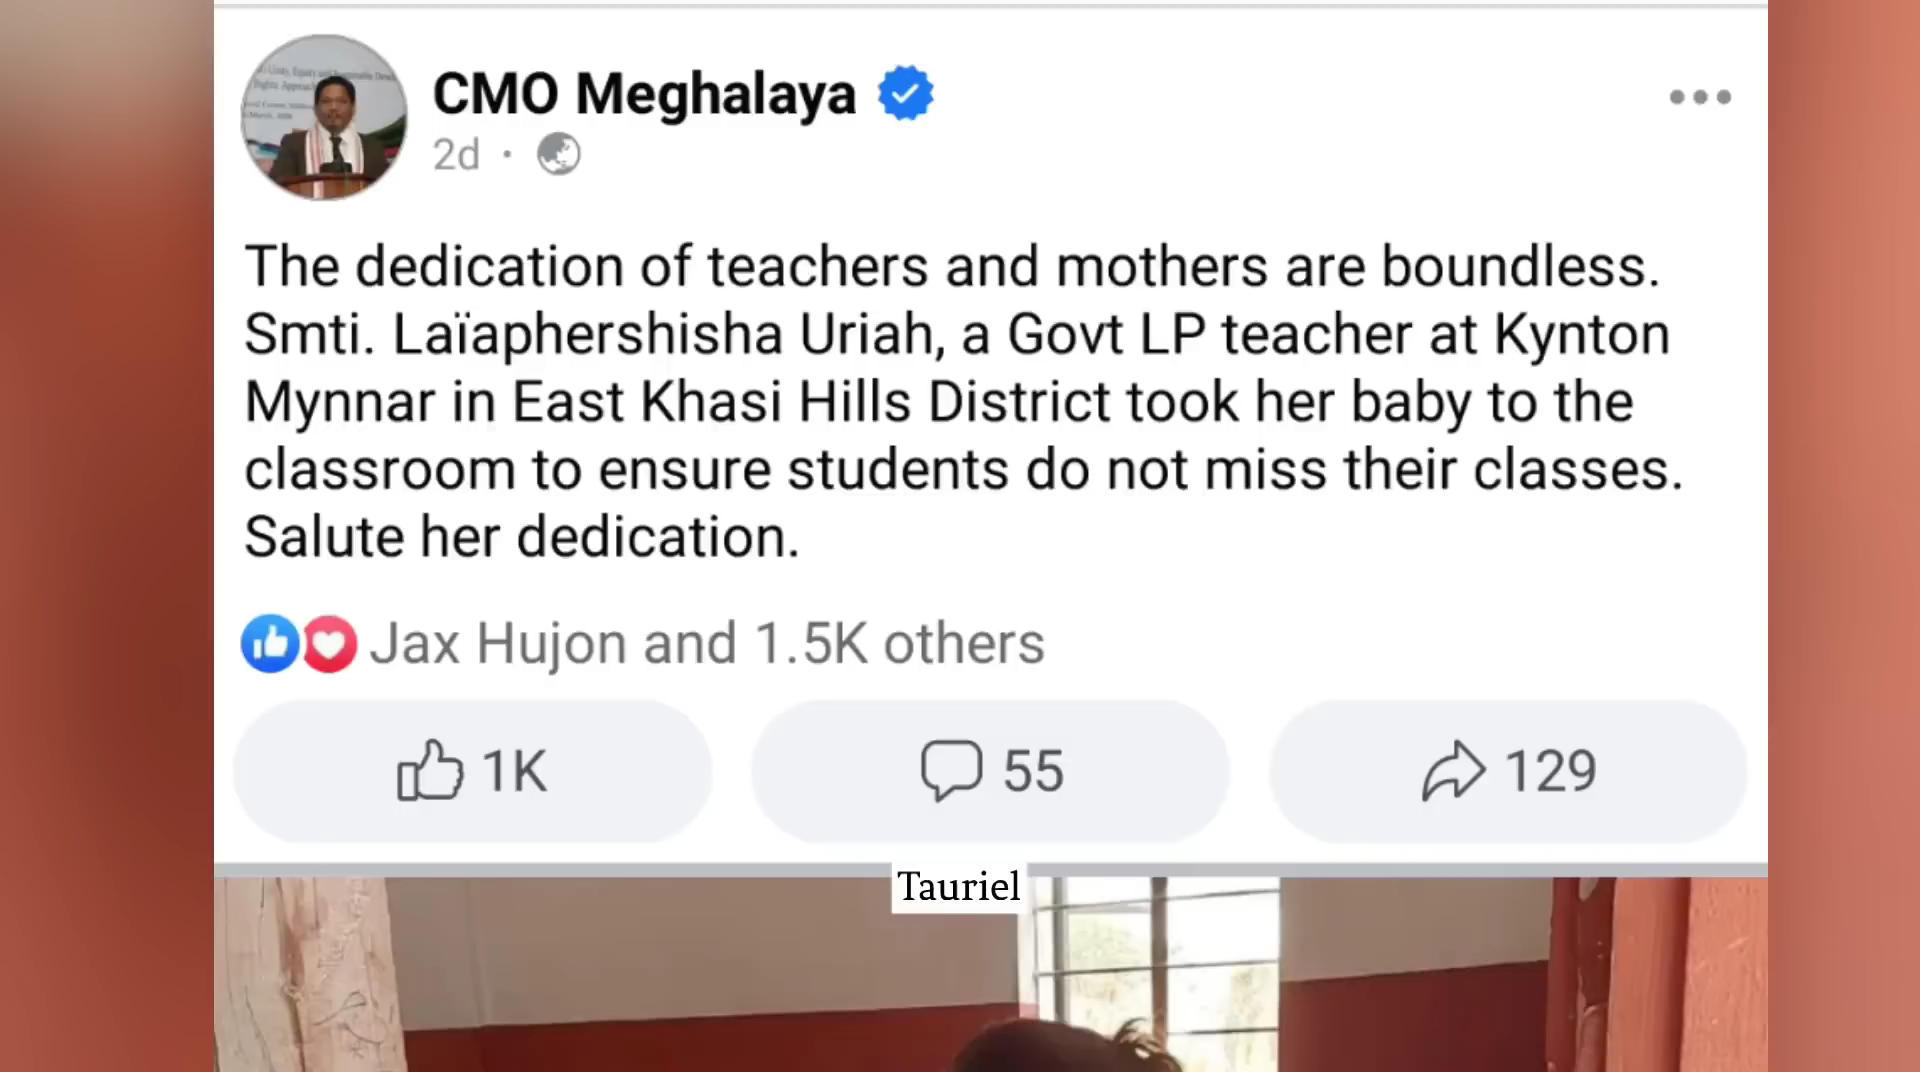 CMO Meghalaya
2d ·
The dedication of teachers and mothers are boundless.
Smti. Laïaphershisha Uriah, a Govt LP teacher at Kynton
Mynnar in East Khasi Hills District took her baby to the
classroom to ensure students do not miss their classes.
Salute her dedication.
Jax Hujon and 1.5K others
1K
55
129
Tauriel